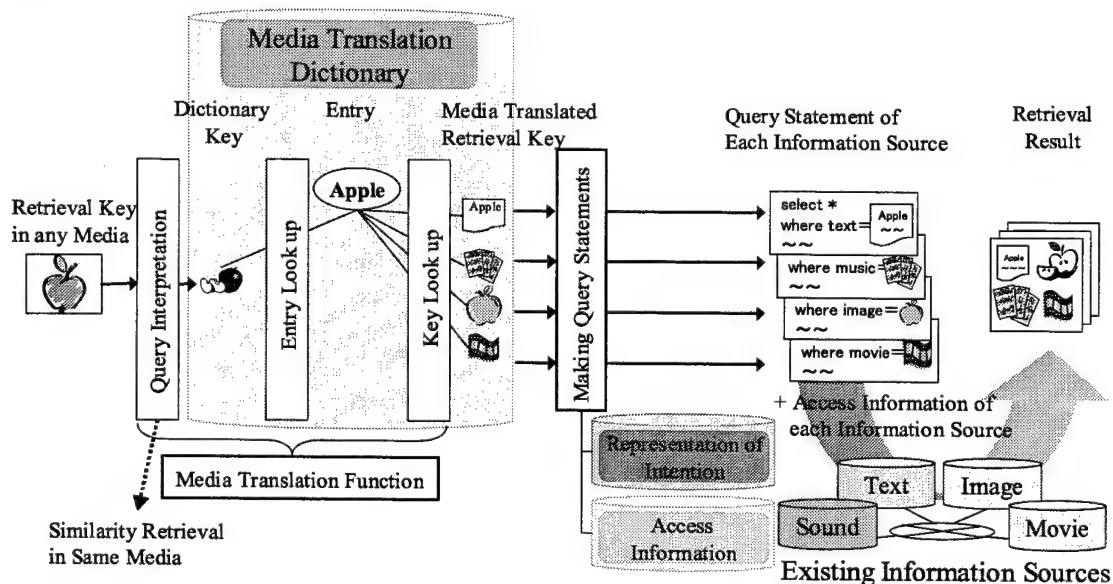 Media Translation
Dictionary
Dictionary
Key
Entry
Media Translated
Retrieval Key
Query Statement of
Each Information Source
Retrieval
Result
Retrieval Key
in any Media
Query Interpretation
Entry Look up
Apple
Key Look up
Apple
Making Query Statements
select *
where text=
Apple
~~
~~
where music=
~~
where image=
~~
where movie=
~~
Apple
~~~
+ Access Information of
each Information Source
Media Translation Function
Similarity Retrieval
in Same Media
Representation of
Intention
Access
Information
Text
Image
Sound
Movie
Existing Information Sources